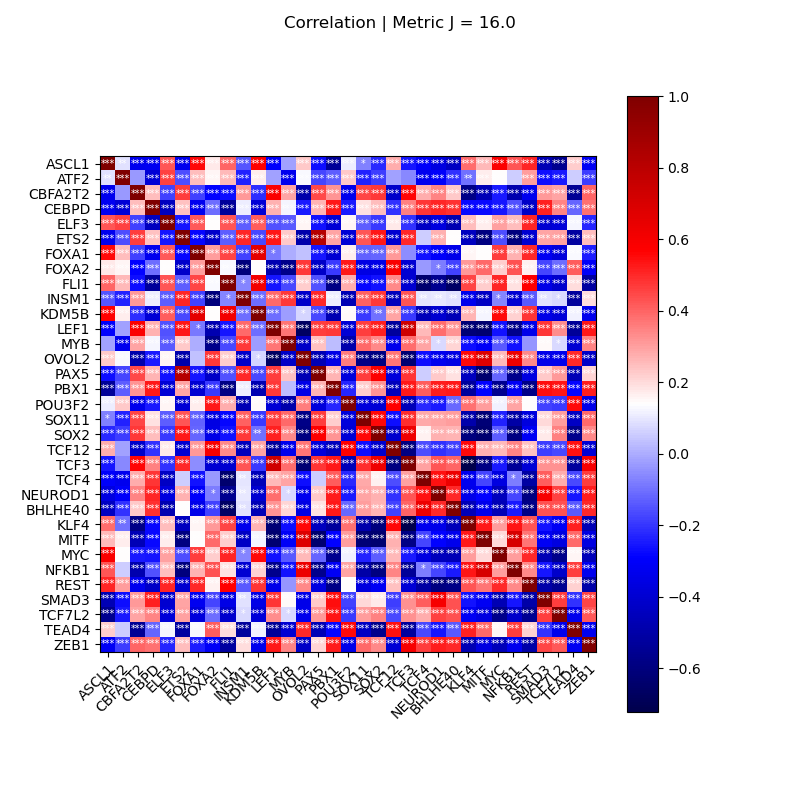 Correlation | Metric J = 16.0
ASCL1
ATF2
CBFA2T2
CEBPD
ELF3
ETS2
FOXA1
FOXA2
FLI1
INSM1
KDM5B
LEF1
MYB
OVOL2
PAX5
PBX1
POU3F2
SOX11
SOX2
TCF12
TCF3
TCF4
NEUROD1
BHLHE40
KLF4
MITF
MYC
NFKB1
REST
SMAD3
TCF7L2
TEAD4
ZEB1
ASCL1
ATF2
CBFA2T2
CEBPD
ELF3
ETS2
FOXA1
FOXA2
FLI1
INSM1
KDM5B
LEF1
MYB
OVOL2
PAX5
PBX1
POU3F2
SOX11
SOX2
TCF12
TCF3
TCF4
NEUROD1
BHLHE40
KLF4
MITF
MYC
NFKB1
REST
SMAD3
TCF7L2
TEAD4
ZEB1
1.0
0.8
0.6
0.4
0.2
0.0
−0.2
−0.4
−0.6